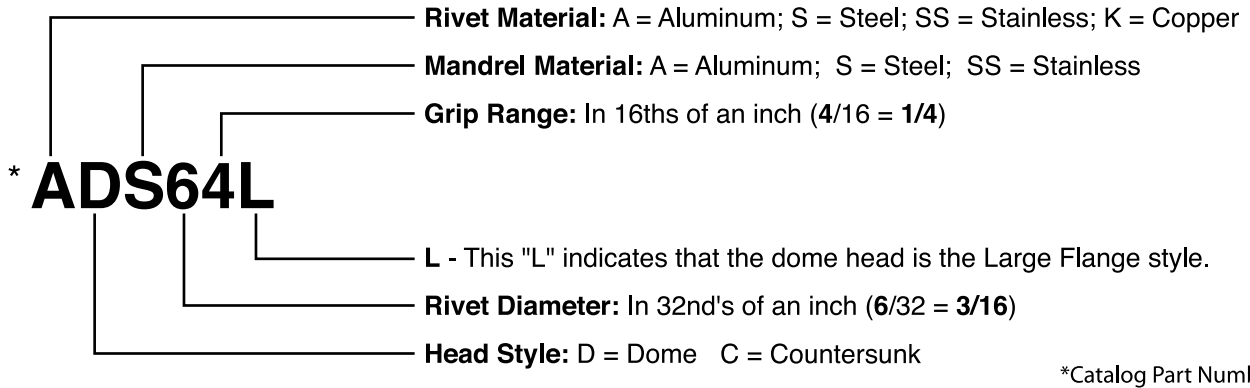 Rivet Material: A = Aluminum; S = Steel; SS = Stainless; K = Copper
Mandrel Material: A = Aluminum; S = Steel; SS = Stainless
Grip Range: In 16ths of an inch (4/16 = 1/4)
* ADS64L
L - This "L" indicates that the dome head is the Large Flange style.
Rivet Diameter: In 32nd's of an inch (6/32 = 3/16)
Head Style: D = Dome C = Countersunk
*Catalog Part